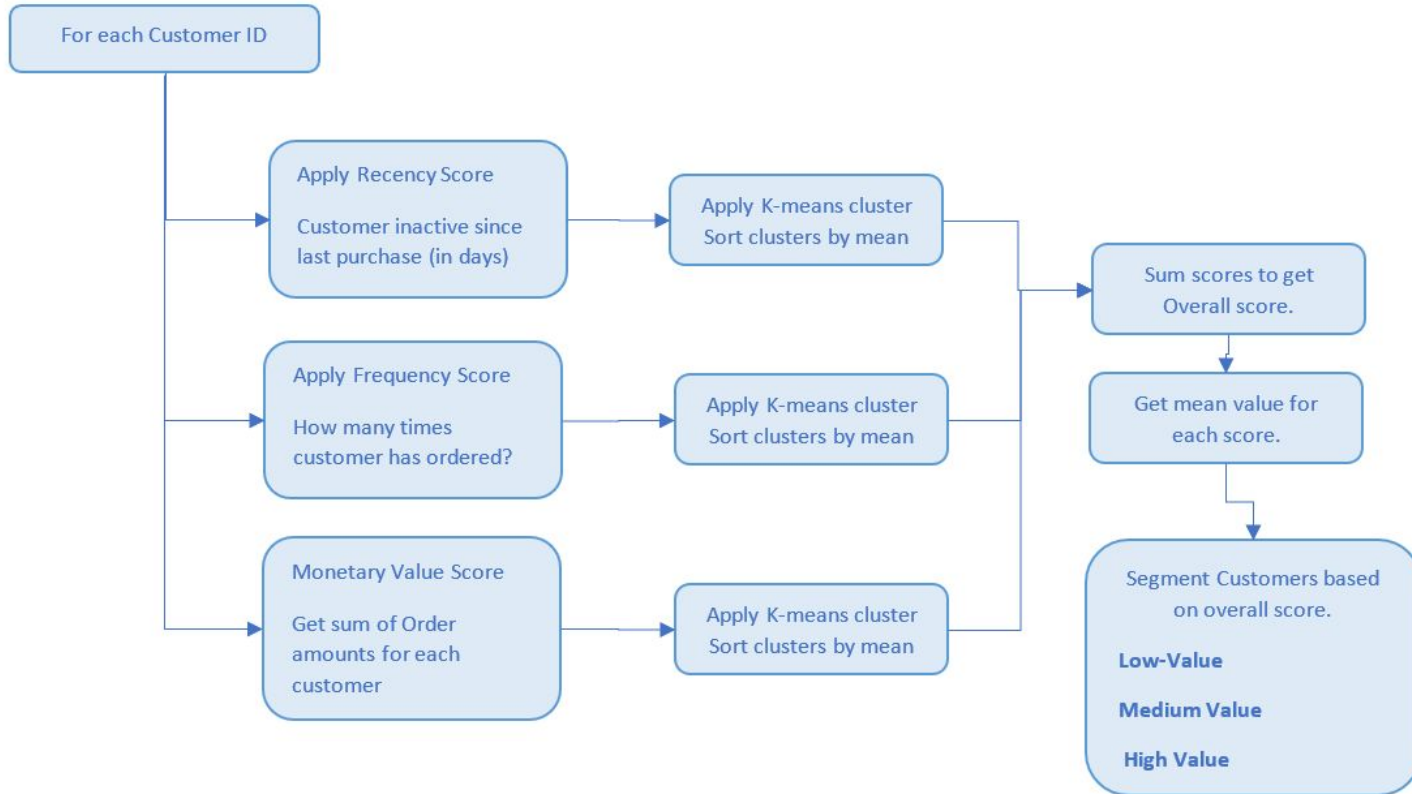 For each Customer ID
Apply Recency Score
Customer inactive since
last purchase (in days)
Apply K-means cluster
Sort clusters by mean
Apply Frequency Score
How many times
customer has ordered?
Apply K-means cluster
Sort clusters by mean
Monetary Value Score
Get sum of Order
amounts for each
customer
Apply K-means cluster
Sort clusters by mean
Sum scores to get
Overall score.
Get mean value for
each score.
Segment Customers based
on overall score.
Low-Value
Medium Value
High Value